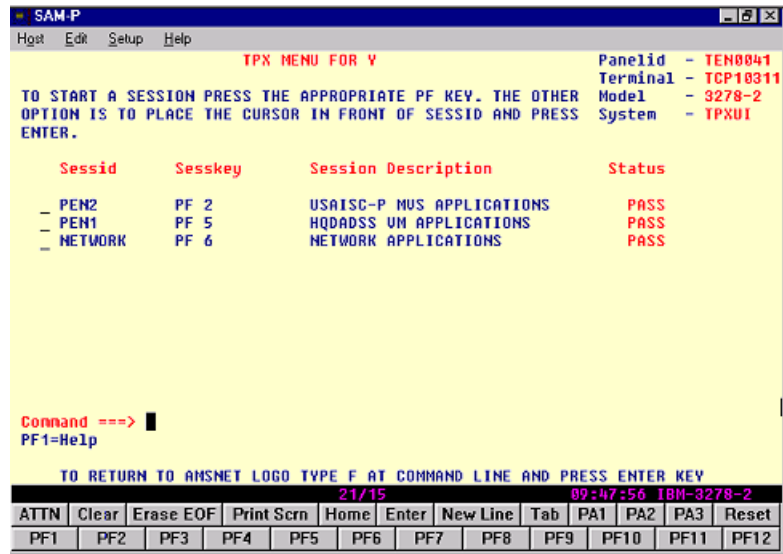 SAM-P
Host Edit Setup Help
TPX MENU FOR V
Panelid - TEN0041
Terminal - TCP10311
TO START A SESSION PRESS THE APPROPRIATE PF KEY. THE OTHER Model - 3278-2
OPTION IS TO PLACE THE CURSOR IN FRONT OF SESSID AND PRESS System - TPXUI
ENTER.
Sessid Sesskey Session Description Status
_ PEN2 PF 2 USAISC-P MVS APPLICATIONS PASS
_ PEN1 PF 5 HQDADSS VM APPLICATIONS PASS
_ NETWORK PF 6 NETWORK APPLICATIONS PASS
Command ===>
PF1=Help
TO RETURN TO AMSNET LOGO TYPE F AT COMMAND LINE AND PRESS ENTER KEY
21/15 09:47:56 IBM-3278-2
ATTN Clear Erase EOF Print Scrn Home Enter New Line Tab PA1 PA2 PA3 Reset
PF1 PF2 PF3 PF4 PF5 PF6 PF7 PF8 PF9 PF10 PF11 PF12